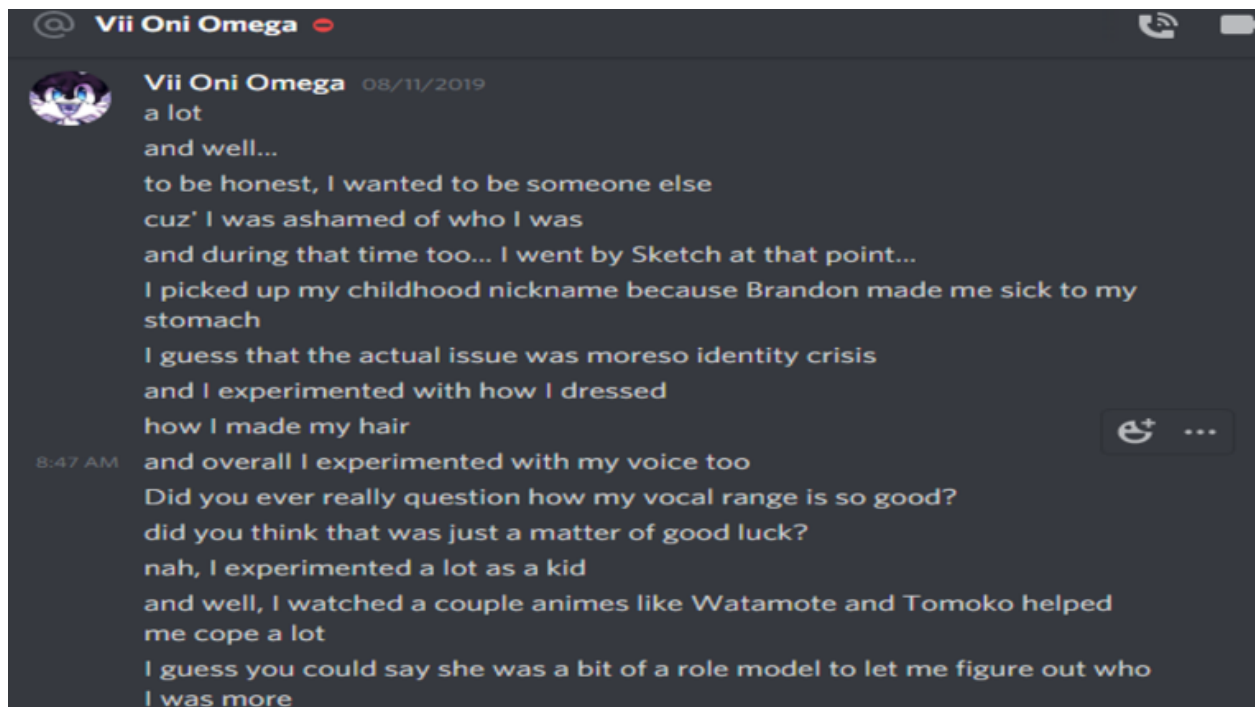 Vii Oni Omega
Vii Oni Omega 08/11/2019
a lot
and well...
to be honest, I wanted to be someone else
cuz' I was ashamed of who I was
and during that time too... I went by Sketch at that point...
I picked up my childhood nickname because Brandon made me sick to my
stomach
I guess that the actual issue was moreso identity crisis
and I experimented with how I dressed
how I made my hair
8:47 AM and overall I experimented with my voice too
Did you ever really question how my vocal range is so good?
did you think that was just a matter of good luck?
nah, I experimented a lot as a kid
and well, I watched a couple animes like Watamote and Tomoko helped
me cope a lot
I guess you could say she was a bit of a role model to let me figure out who
I was more